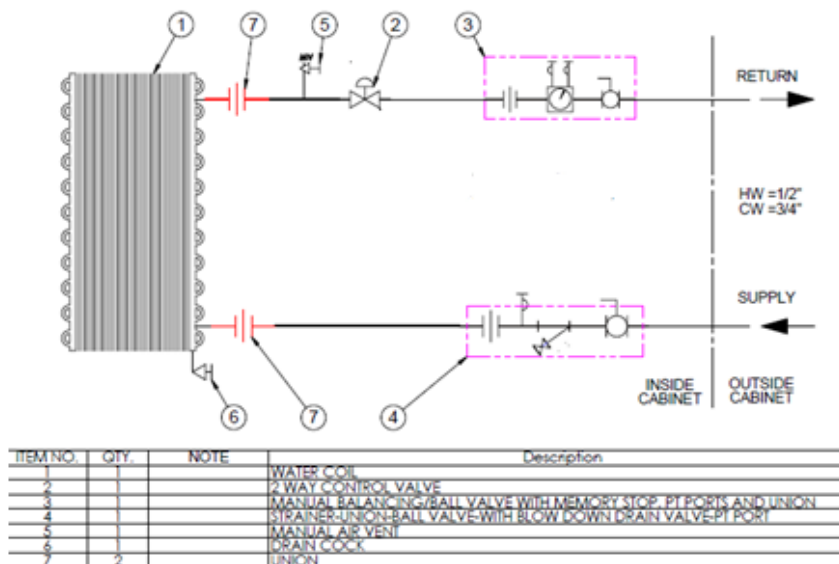 1
7
5
2
3
MV
RETURN
HW =1/2"
CW =3/4"
SUPPLY
INSIDE CABINET
OUTSIDE CABINET
6
7
4
ITEM NO. QTY. NOTE Description
1 1 WATER COIL
2 1 2 WAY CONTROL VALVE
3 1 MANUAL BALANCING/BALL VALVE WITH MEMORY STOP, PT PORTS AND UNION
4 1 STRAINER-UNION-BALL VALVE-WITH BLOW DOWN DRAIN VALVE-PT PORT
5 1 MANUAL AIR VENT
6 1 DRAIN COCK
7 2 UNION